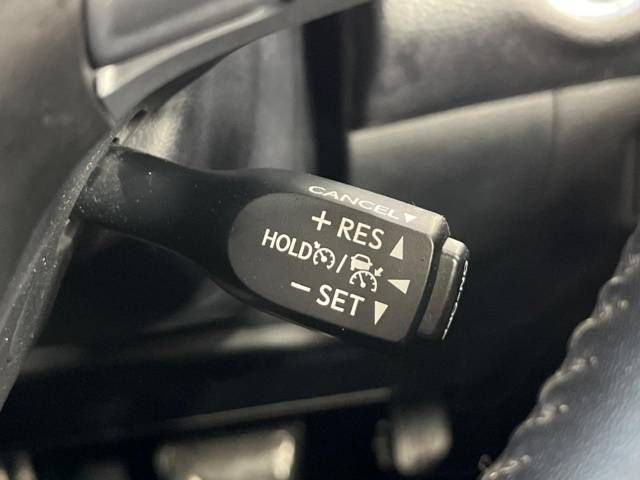 CANCEL▼
+ RES ▲
HOLD / ◀
− SET ▼